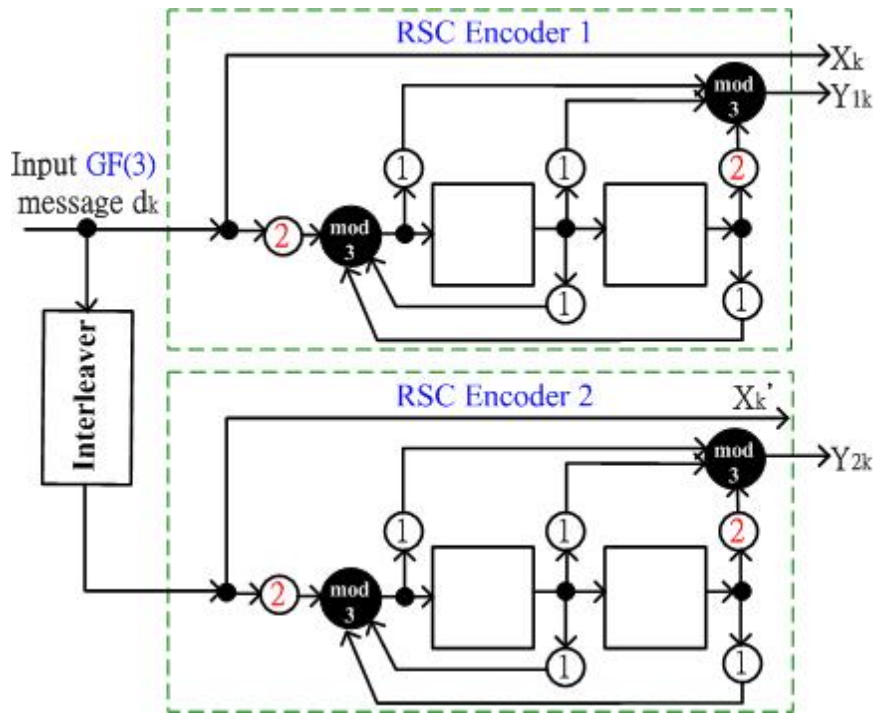 RSC Encoder 1
Xk
mod
3
Y1k
Input GF(3)
message dk
1
1
2
2
mod
3
1
1
Interleaver
RSC Encoder 2
Xk'
mod
3
Y2k
1
1
2
2
mod
3
1
1